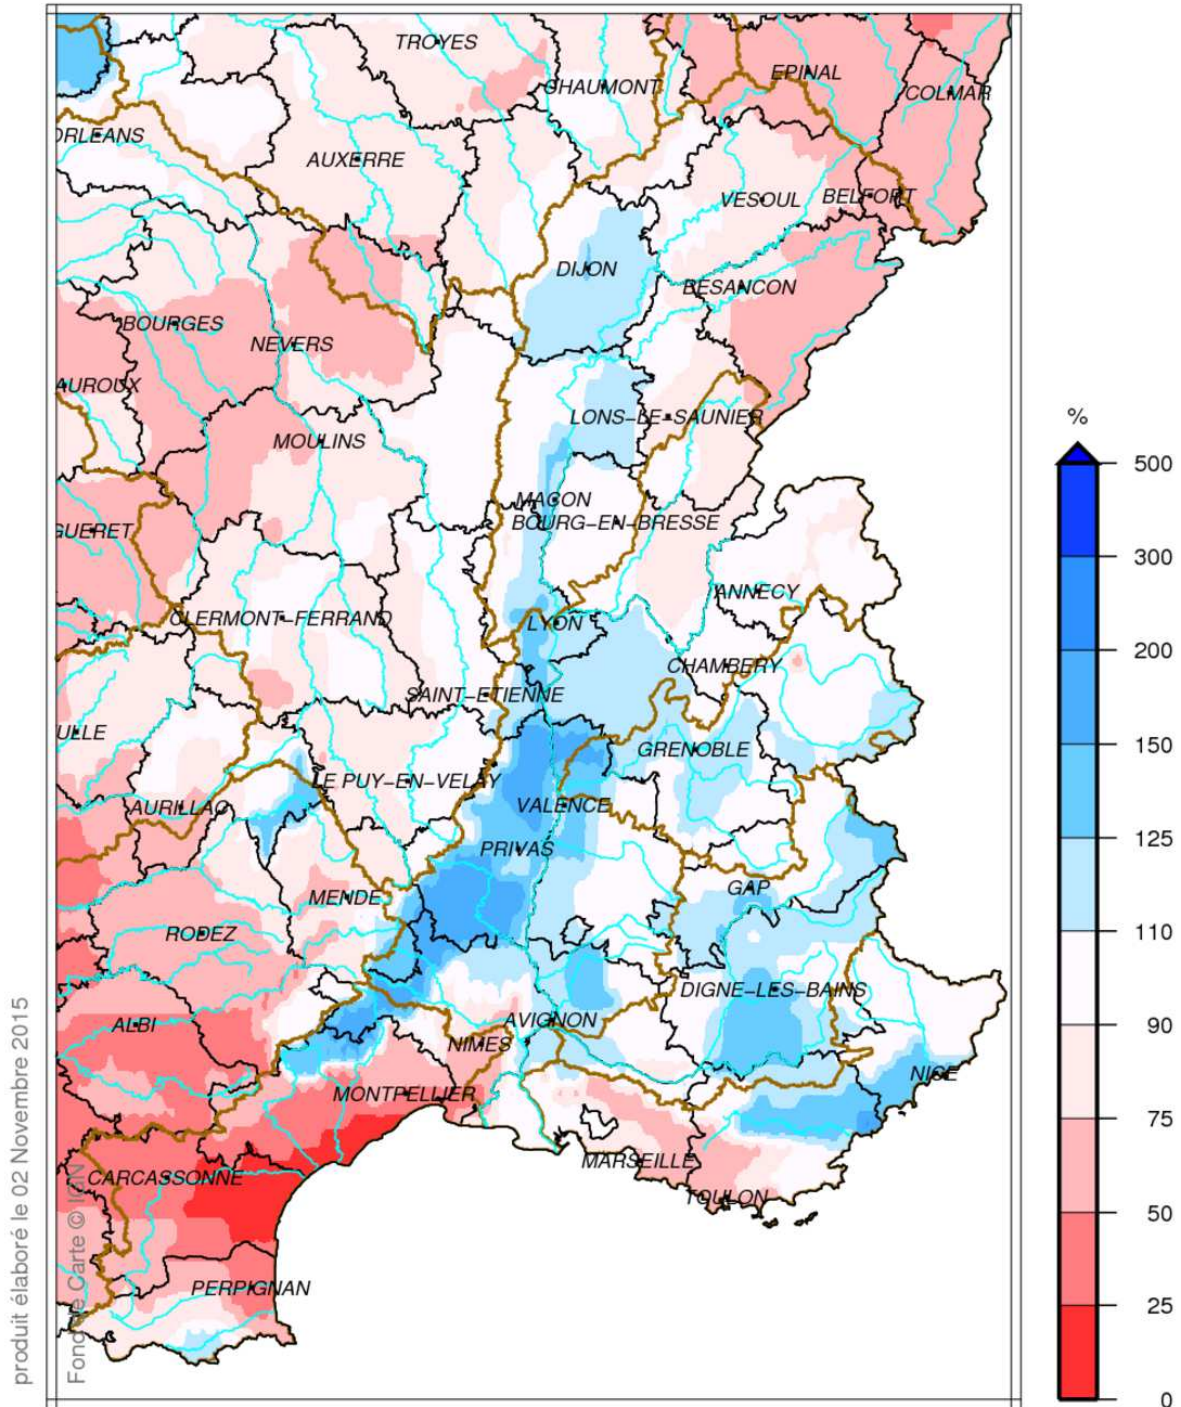 TROYES
EPINAL
CHAUMONT
COLMAR
ORLEANS
AUXERRE
VESOUL
BELFORT
DIJON
BESANCON
BOURGES
NEVERS
AUROUX
%
LONS-LE-SAUNIER
MOULINS
500
MACON
BOURG-EN-BRESSE
GUERET
300
ANNECY
CLERMONT-FERRAND
LYON
200
CHAMBERY
SAINT-ETIENNE
ULLE
GRENOBLE
150
LE PUY-EN-VELAY
AURILLAC
VALENCE
125
PRIVAS
GAP
MENDE
110
RODEZ
DIGNE-LES-BAINS
AVIGNON
ALBI
90
NIMES
NICE
MONTPELLIER
75
MARSEILLE
CARCASSONNE
TOULON
50
PERPIGNAN
25
0
produit élaboré le 02 Novembre 2015
Fond de Carte © IGN